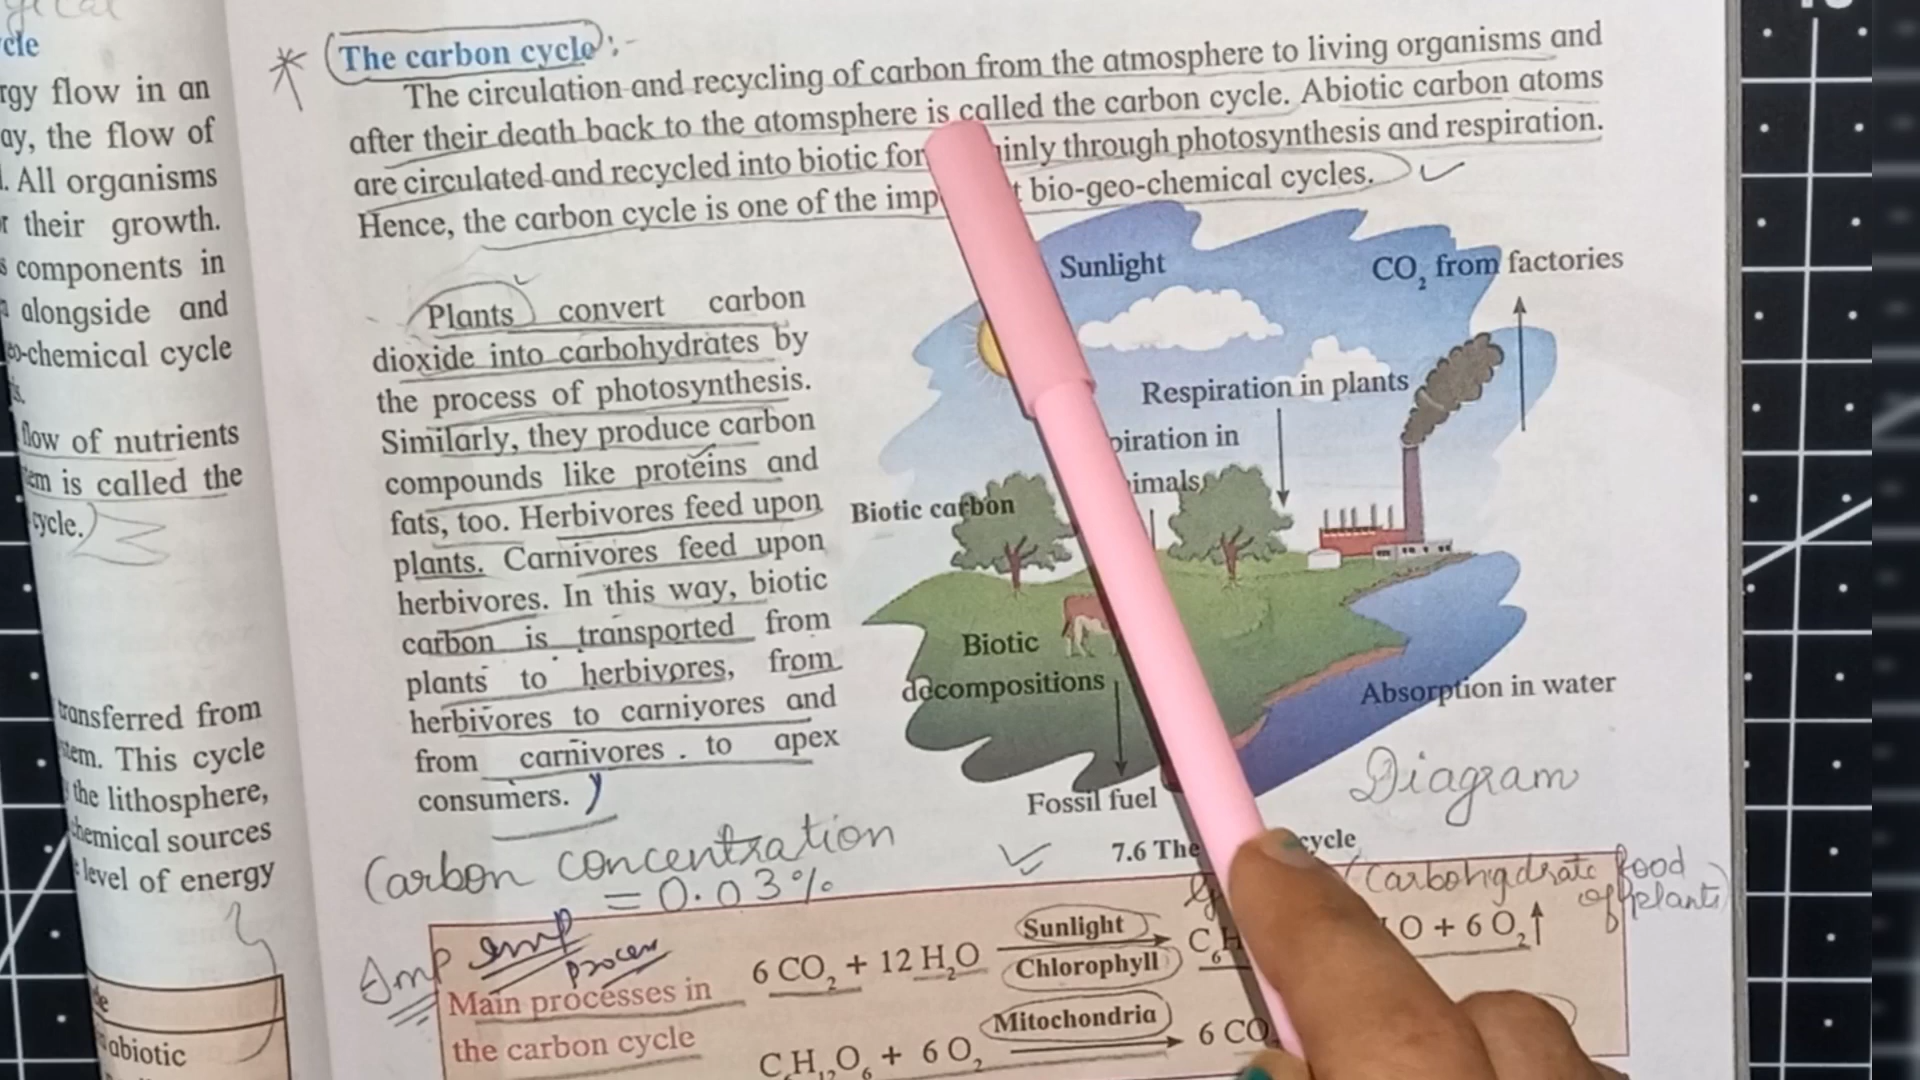 cle
rgy flow in an
ay, the flow of
. All organisms
r their growth.
s components in
alongside and
o-chemical cycle
s.
flow of nutrients
em is called the
cycle.
transferred from
tem. This cycle
the lithosphere,
hemical sources
level of energy
abiotic
The carbon cycle :-
The circulation and recycling of carbon from the atmosphere to living organisms and
after their death back to the atomsphere is called the carbon cycle. Abiotic carbon atoms
are circulated and recycled into biotic for inly through photosynthesis and respiration.
Hence, the carbon cycle is one of the imp t bio-geo-chemical cycles.
Plants convert carbon
dioxide into carbohydrates by
the process of photosynthesis.
Similarly, they produce carbon
compounds like proteins and
fats, too. Herbivores feed upon
plants. Carnivores feed upon
herbivores. In this way, biotic
carbon is transported from
plants to herbivores, from
herbivores to carnivores and
from carnivores to apex
consumers.
Sunlight
CO₂ from factories
Respiration in plants
piration in
imals
Biotic carbon
Biotic
decompositions
Absorption in water
Fossil fuel
Diagram
7.6 The cycle
Carbon concentration
= 0.03%
(Carbohydrate food
of plants)
Imp
imp
process
Main processes in
the carbon cycle
6 CO₂ + 12 H₂O Sunlight Chlorophyll C₆H O + 6 O₂↑
C₆H₁₂O₆ + 6 O₂ Mitochondria 6 CO